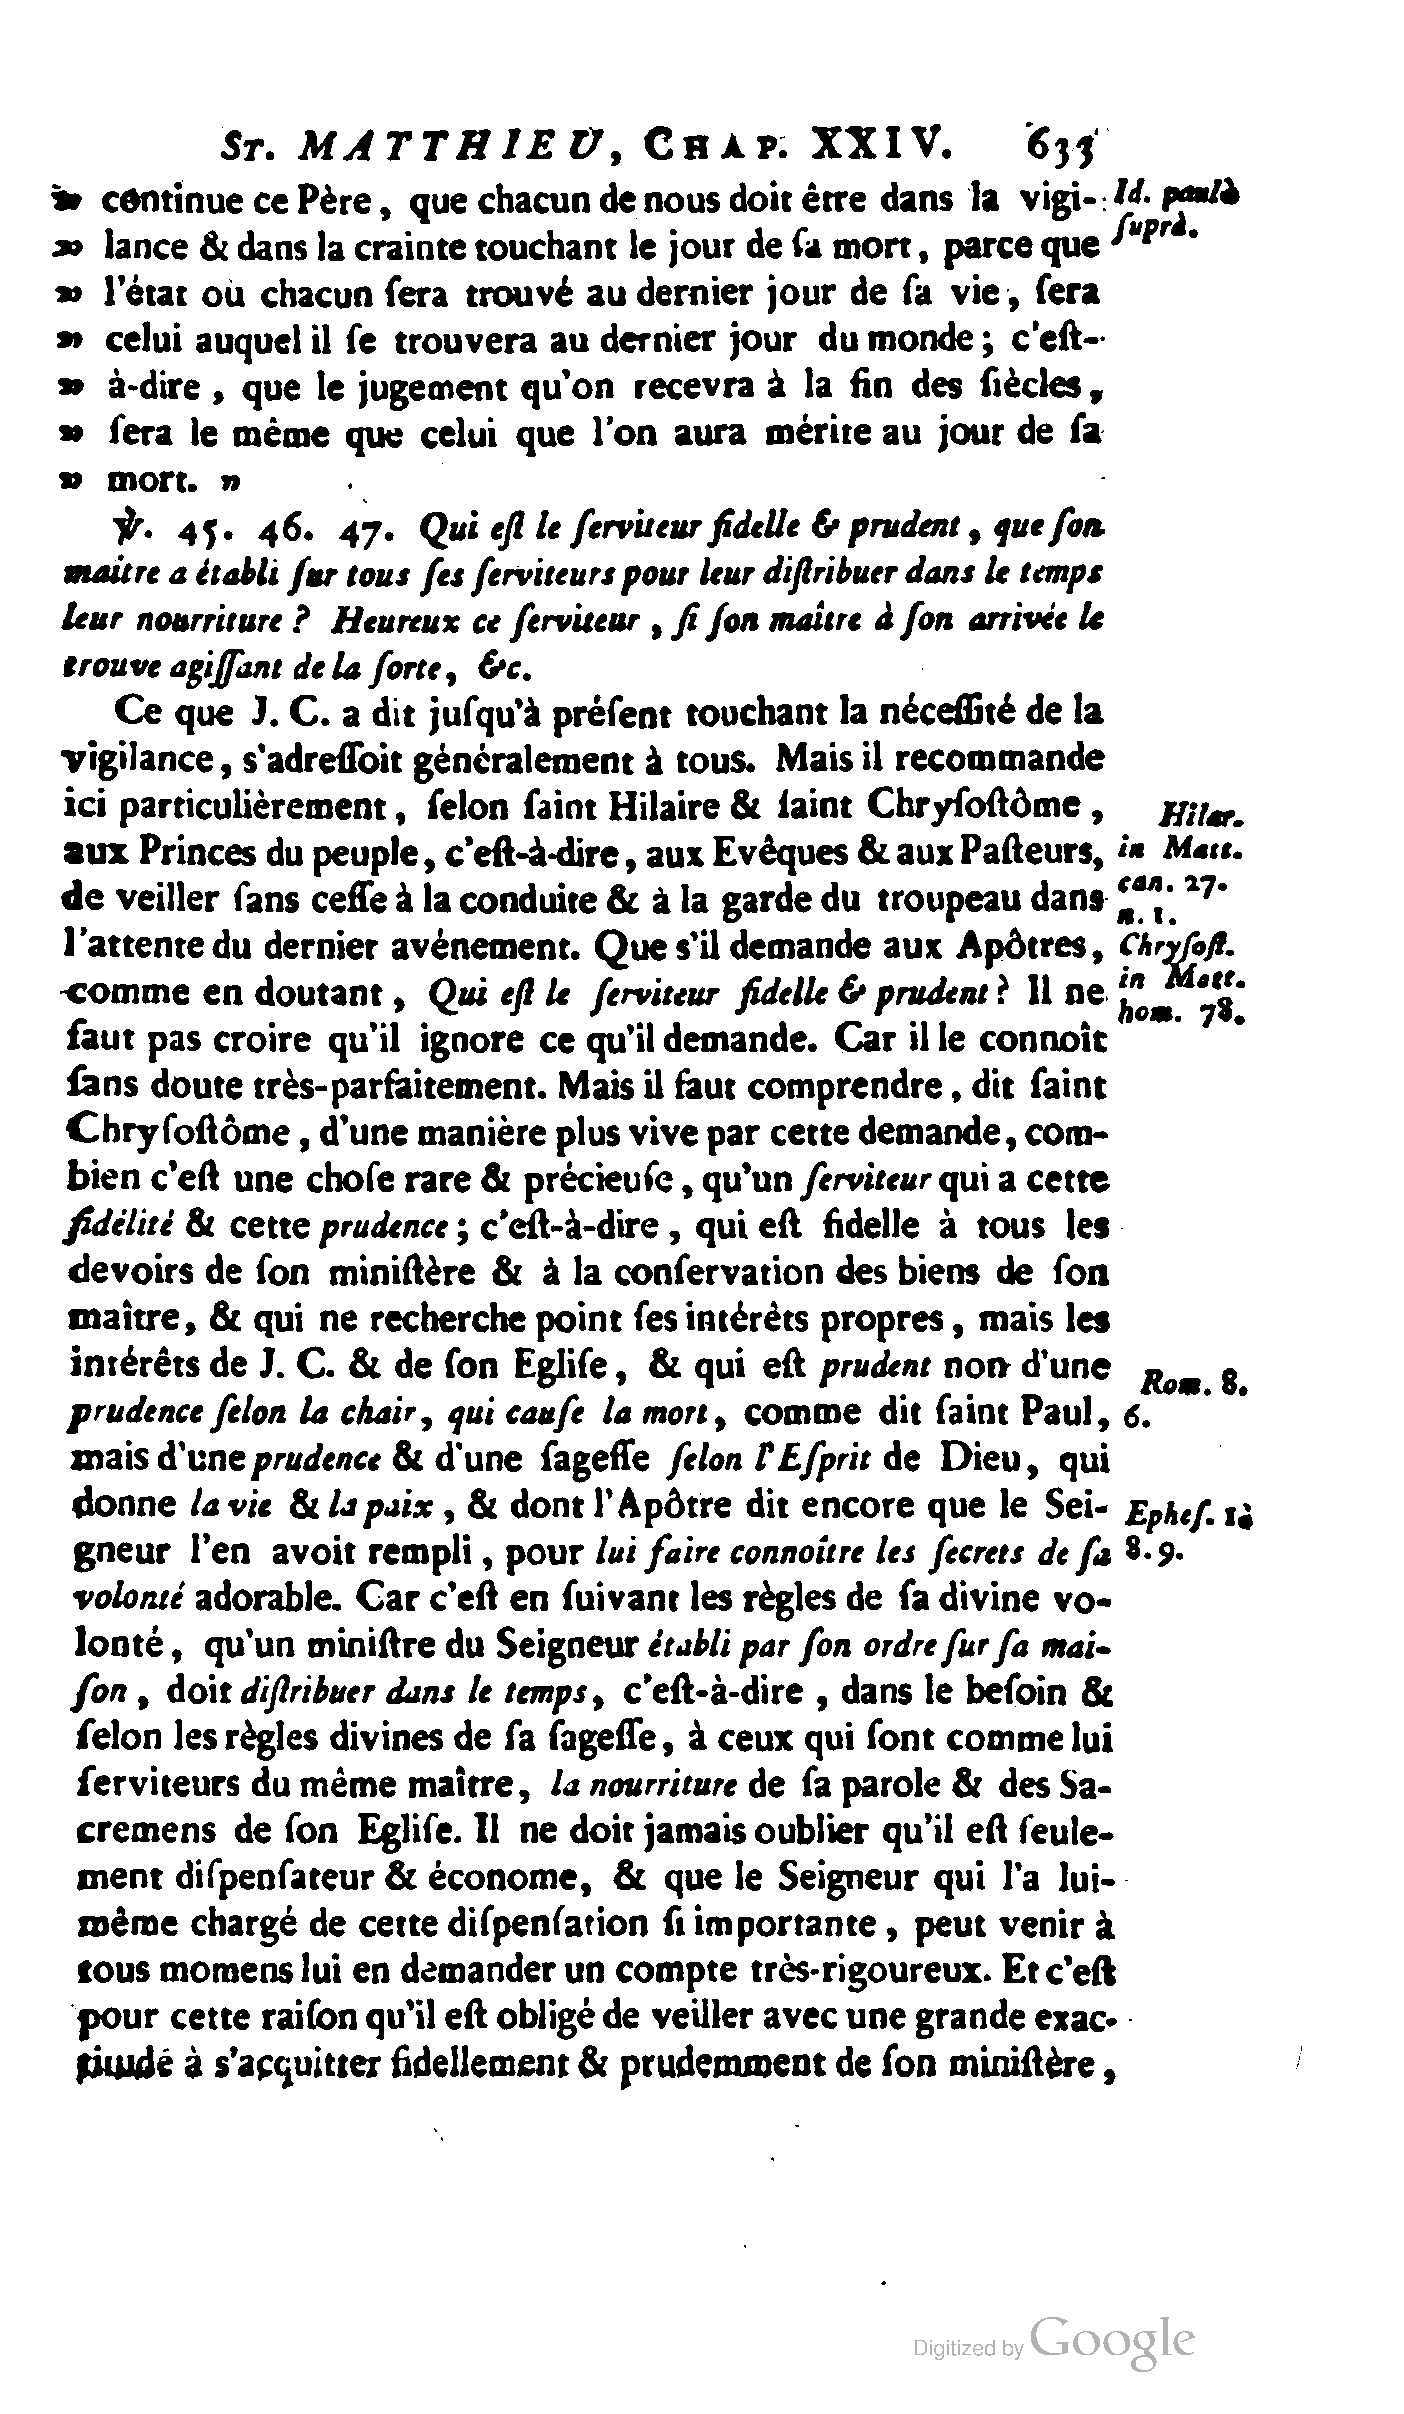 ST. MATTHIEU, CHAP. XXIV. 633
» continue ce Père, que chacun de nous doit être dans la vigi- Id. paulò
» lance & dans la crainte touchant le jour de ſa mort, parce que ſuprà.
» l'état où chacun ſera trouvé au dernier jour de ſa vie, ſera
» celui auquel il ſe trouvera au dernier jour du monde; c'eſt-
» à-dire, que le jugement qu'on recevra à la fin des ſiècles,
» ſera le même que celui que l'on aura mérite au jour de ſa
» mort. »
℣. 45. 46. 47. Qui eſt le ſerviteur fidelle & prudent, que ſon
maitre a établi ſur tous ſes ſerviteurs pour leur diſtribuer dans le temps
leur nourriture ? Heureux ce ſerviteur, ſi ſon maître à ſon arrivée le
trouve agiſſant de la ſorte, &c.
Ce que J. C. a dit juſqu'à préſent touchant la néceſſité de la
vigilance, s'adreſſoit généralement à tous. Mais il recommande
ici particulièrement, ſelon ſaint Hilaire & ſaint Chryſoſtôme, Hilar.
aux Princes du peuple, c'eſt-à-dire, aux Evêques & aux Paſteurs, in Matt.
de veiller ſans ceſſe à la conduite & à la garde du troupeau dans can. 27.
n. 1.
l'attente du dernier avénement. Que s'il demande aux Apôtres, Chryſoſt.
comme en doutant, Qui eſt le ſerviteur fidelle & prudent ? Il ne in Matt.
hom. 78.
faut pas croire qu'il ignore ce qu'il demande. Car il le connoît
ſans doute très-parfaitement. Mais il faut comprendre, dit ſaint
Chryſoſtôme, d'une manière plus vive par cette demande, com-
bien c'eſt une choſe rare & précieuſe, qu'un ſerviteur qui a cette
fidélité & cette prudence; c'eſt-à-dire, qui eſt fidelle à tous les
devoirs de ſon miniſtère & à la conſervation des biens de ſon
maître, & qui ne recherche point ſes intérêts propres, mais les
intérêts de J. C. & de ſon Egliſe, & qui eſt prudent non d'une Rom. 8.
prudence ſelon la chair, qui cauſe la mort, comme dit ſaint Paul, 6.
mais d'une prudence & d'une ſageſſe ſelon l'Eſprit de Dieu, qui
donne la vie & la paix, & dont l'Apôtre dit encore que le Sei- Epheſ. 1.
gneur l'en avoit rempli, pour lui faire connoître les ſecrets de ſa 8. 9.
volonté adorable. Car c'eſt en ſuivant les règles de ſa divine vo-
lonté, qu'un miniſtre du Seigneur établi par ſon ordre ſur ſa mai-
ſon, doit diſtribuer dans le temps, c'eſt-à-dire, dans le beſoin &
ſelon les règles divines de ſa ſageſſe, à ceux qui ſont comme lui
ſerviteurs du même maître, la nourriture de ſa parole & des Sa-
cremens de ſon Egliſe. Il ne doit jamais oublier qu'il eſt ſeule-
ment diſpenſateur & économe, & que le Seigneur qui l'a lui-
même chargé de cette diſpenſation ſi importante, peut venir à
tous momens lui en demander un compte très-rigoureux. Et c'eſt
pour cette raiſon qu'il eſt obligé de veiller avec une grande exac-
titude à s'acquitter fidellement & prudemment de ſon miniſtère,
Digitized by Google